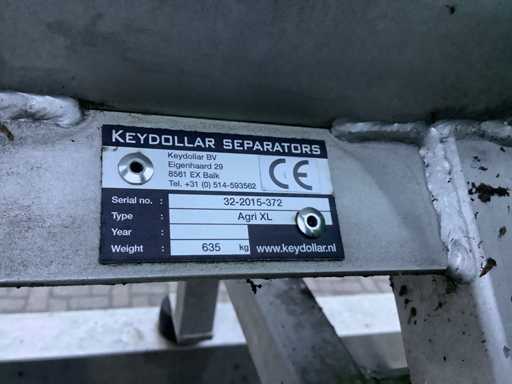 KEYDOLLAR SEPARATORS
Keydollar BV
Eigenhaard 29
8561 EX Balk
Tel. +31 (0) 514-593562
CE
Serial no. : 32-2015-372
Type : Agri XL
Year :
Weight : 635 kg www.keydollar.nl